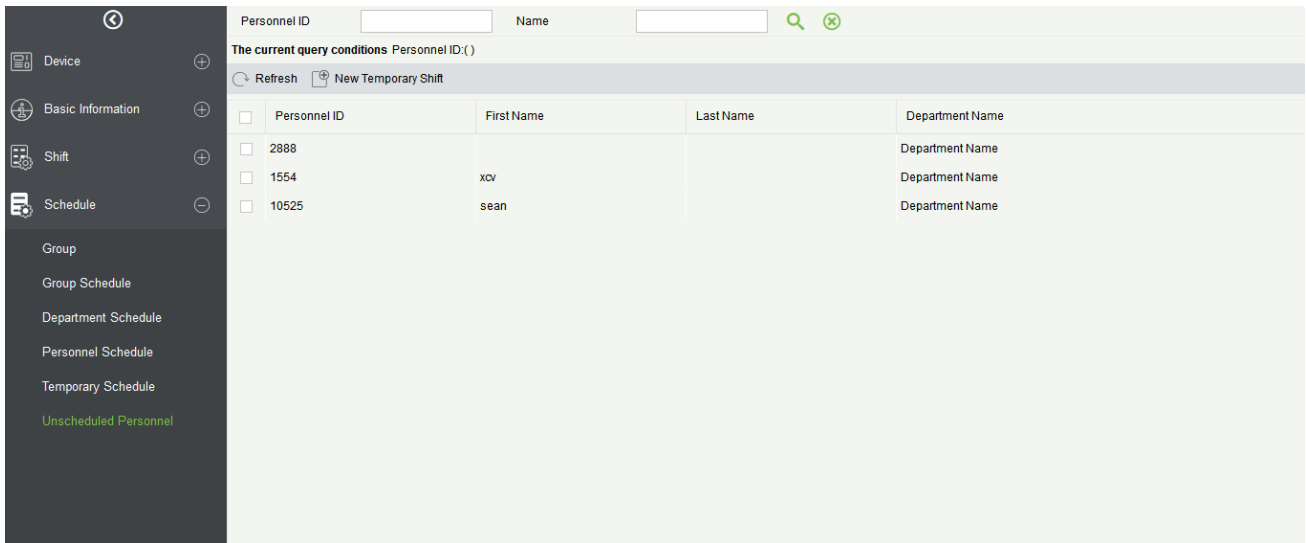 Personnel ID Name
The current query conditions Personnel ID:( )
Refresh New Temporary Shift
Device
Basic Information
Shift
Schedule
Group
Group Schedule
Department Schedule
Personnel Schedule
Temporary Schedule
Unscheduled Personnel
Personnel ID First Name Last Name Department Name
2888 Department Name
1554 xcv Department Name
10525 sean Department Name